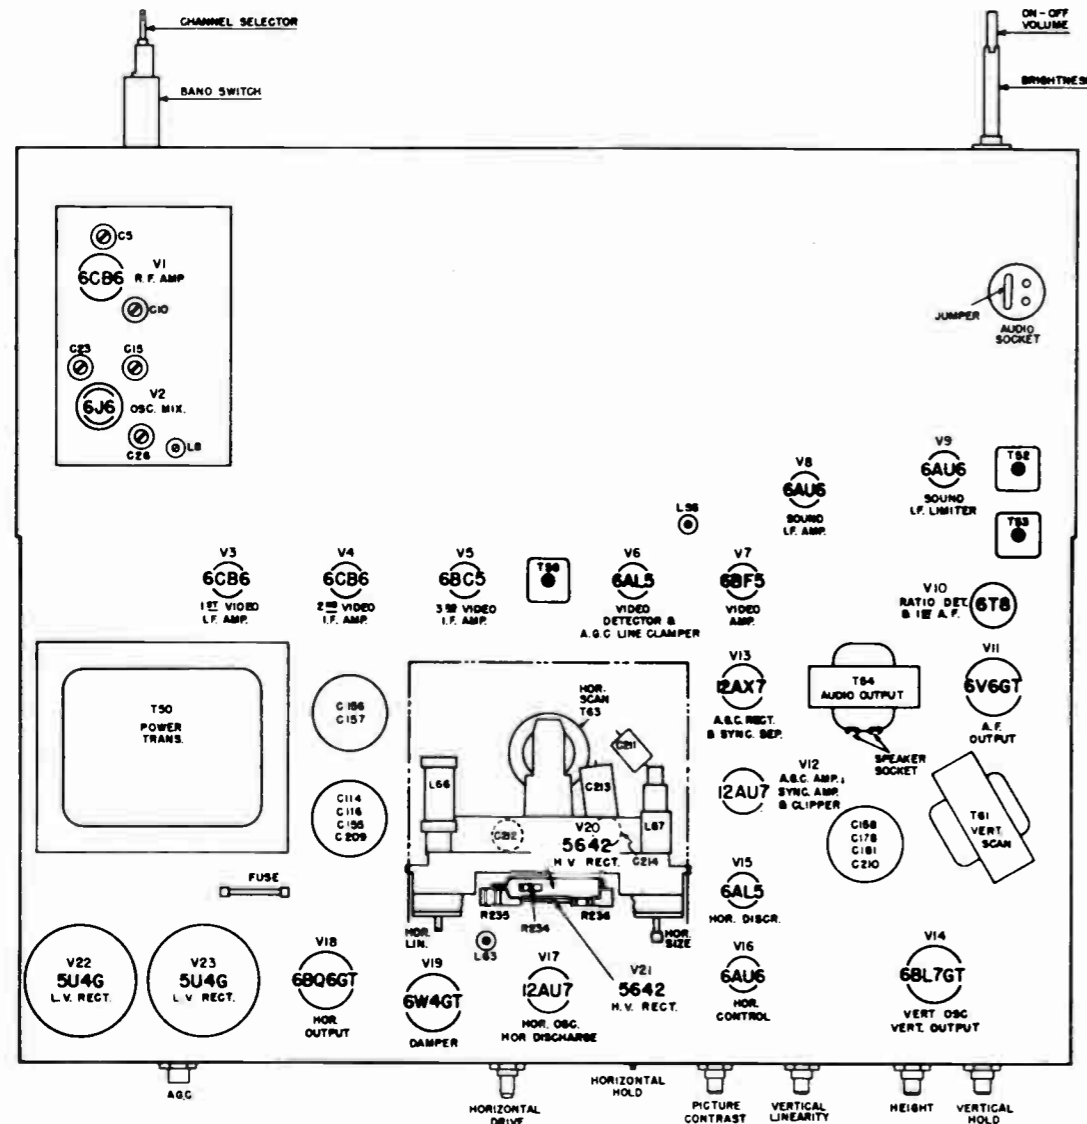 CHANNEL SELECTOR
BAND SWITCH
ON-OFF
VOLUME
BRIGHTNESS
C5
V1
6CB6
R.F. AMP
C10
C23
C15
V2
6J6
OSC. MIX.
C26
L8
JUMPER
AUDIO
SOCKET
V9
6AU6
SOUND
I.F. LIMITER
T52
T53
V8
6AU6
SOUND
I.F. AMP.
L56
V3
6CB6
1ST VIDEO
I.F. AMP.
V4
6CB6
2ND VIDEO
I.F. AMP.
V5
6BC5
3RD VIDEO
I.F. AMP.
T56
V6
6AL5
VIDEO
DETECTOR &
A.G.C. LINE CLAMPER
V7
6BF5
VIDEO
AMP.
V10
RATIO DET.
& 1ST A.F.
6T8
V11
6V6GT
A.F.
OUTPUT
T50
POWER
TRANS.
C156
C157
C114
C116
C155
C209
HOR.
SCAN
T63
C211
C213
L66
L67
C212
V20
5642
H.V. RECT.
C214
V13
12AX7
A.G.C. RECT.
& SYNC. SEP.
T54
AUDIO OUTPUT
SPEAKER
SOCKET
V12
12AU7
A.G.C. AMP.,
SYNC. AMP.
& CLIPPER
C168
C178
C181
C210
T61
VERT.
SCAN
FUSE
R235
R234
R236
HOR.
LIN.
HOR.
SIZE
L63
V15
6AL5
HOR. DISCR.
V22
5U4G
L.V. RECT.
V23
5U4G
L.V. RECT.
V18
6BQ6GT
HOR.
OUTPUT
V19
6W4GT
DAMPER
V17
12AU7
HOR. OSC.
HOR DISCHARGE
V21
5642
H.V. RECT.
V16
6AU6
HOR.
CONTROL
V14
6BL7GT
VERT OSC
VERT. OUTPUT
A.G.C.
HORIZONTAL
DRIVE
HORIZONTAL
HOLD
PICTURE
CONTRAST
VERTICAL
LINEARITY
HEIGHT
VERTICAL
HOLD